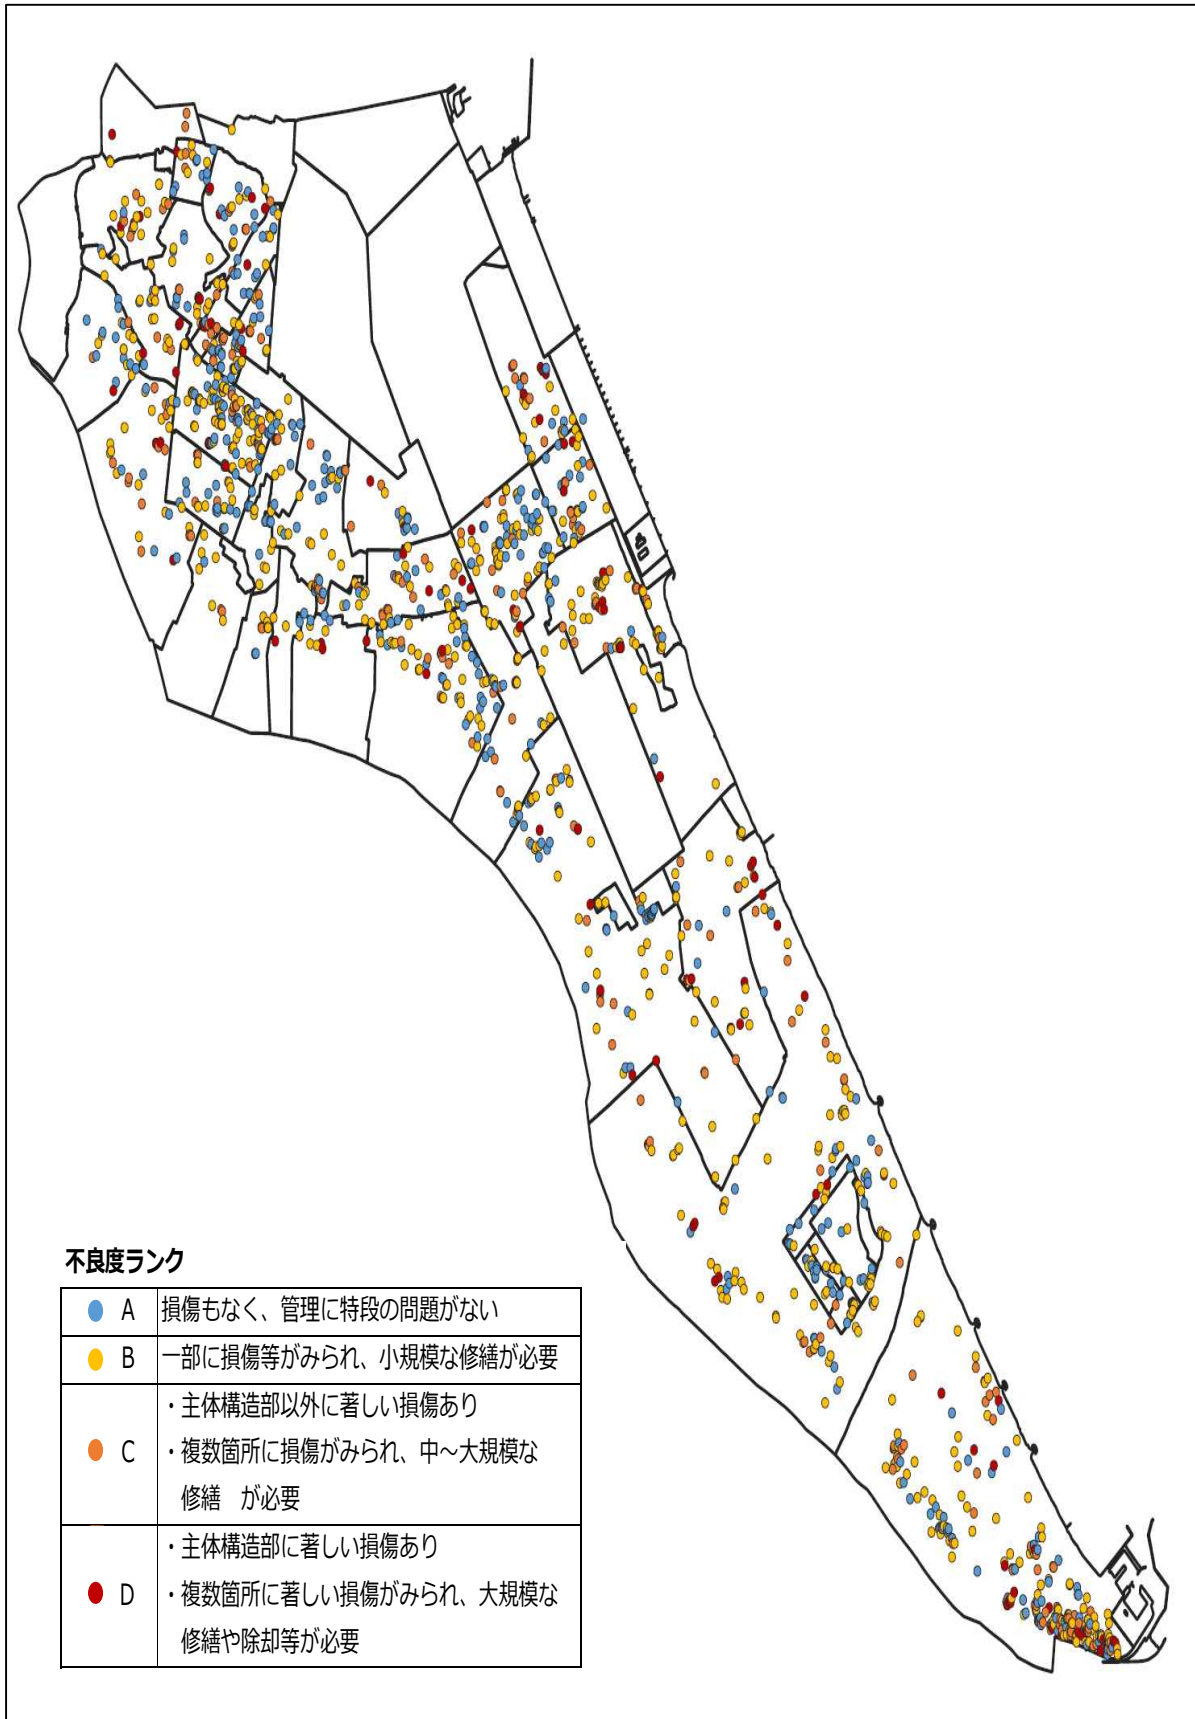 不良度ランク
A 損傷もなく、管理に特段の問題がない
B 一部に損傷等がみられ、小規模な修繕が必要
・主体構造部以外に著しい損傷あり
C ・複数箇所に損傷がみられ、中～大規模な
修繕　が必要
・主体構造部に著しい損傷あり
D ・複数箇所に著しい損傷がみられ、大規模な
修繕や除却等が必要